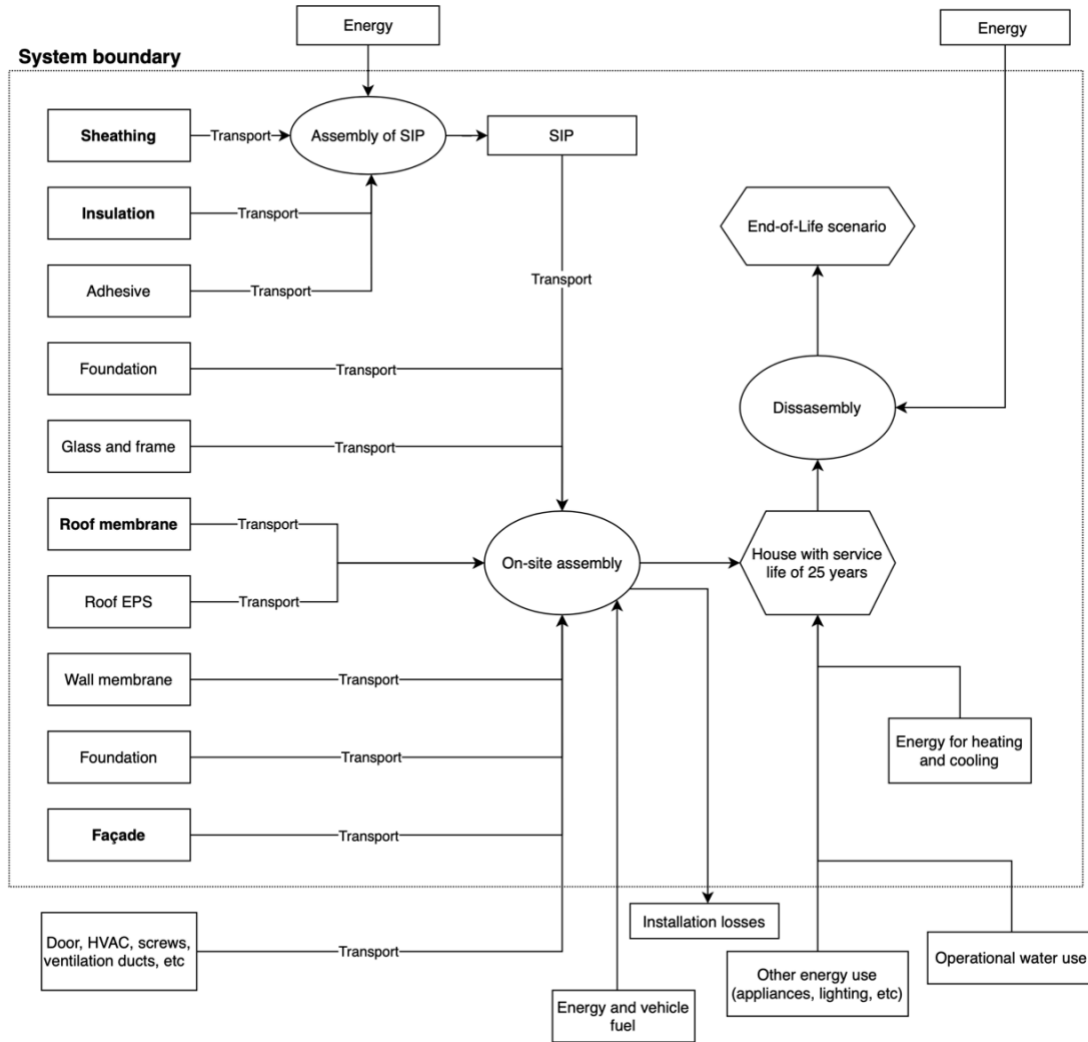 Energy
Energy
System boundary
Sheathing
Transport
Assembly of SIP
SIP
Insulation
Transport
End-of-Life scenario
Adhesive
Transport
Transport
Foundation
Transport
Dissasembly
Glass and frame
Transport
Roof membrane
Transport
On-site assembly
House with service
life of 25 years
Roof EPS
Transport
Wall membrane
Transport
Energy for heating
and cooling
Foundation
Transport
Façade
Transport
Installation losses
Door, HVAC, screws,
ventilation ducts, etc
Transport
Operational water use
Other energy use
(appliances, lighting, etc)
Energy and vehicle
fuel